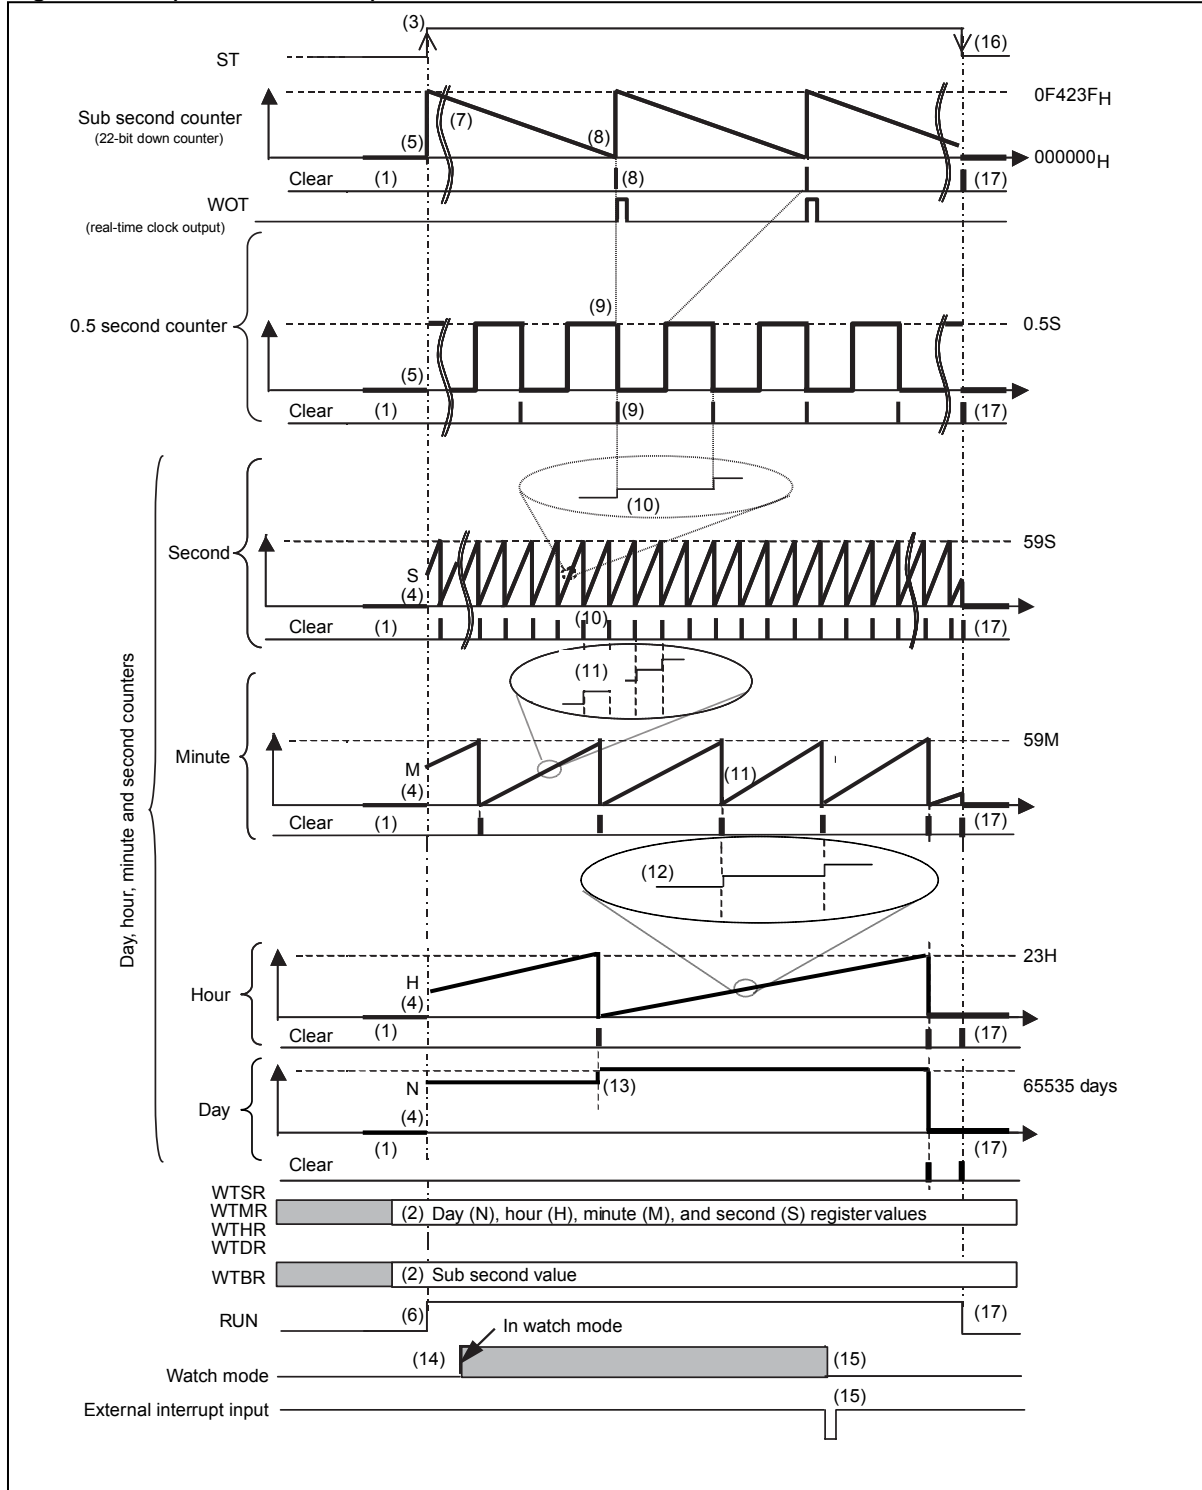 (3)
(16)
ST
0F423FH
Sub second counter
(22-bit down counter)
(7)
(8)
(5)
000000H
Clear
(1)
(8)
(17)
WOT
(real-time clock output)
(9)
0.5 second counter
0.5S
(5)
Clear
(1)
(9)
(17)
(10)
Second
59S
S
(4)
(10)
Clear
(1)
(17)
(11)
Minute
59M
M
(4)
(11)
Clear
(1)
(17)
(12)
Day, hour, minute and second counters
23H
Hour
H
(4)
(1)
Clear
(17)
N
(13)
65535 days
Day
(4)
(1)
(17)
Clear
WTSR
WTMR
WTHR
WTDR
(2) Day (N), hour (H), minute (M), and second (S) register values
WTBR
(2) Sub second value
RUN
(6)
(17)
In watch mode
(14)
(15)
Watch mode
External interrupt input
(15)